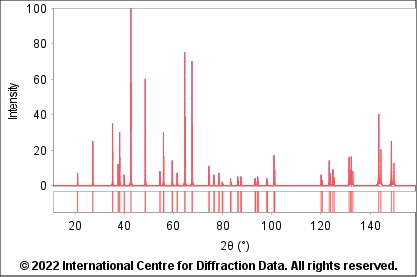 100
80
60
40
20
0
Intensity
20 40 60 80 100 120 140
2θ (°)
© 2022 International Centre for Diffraction Data. All rights reserved.